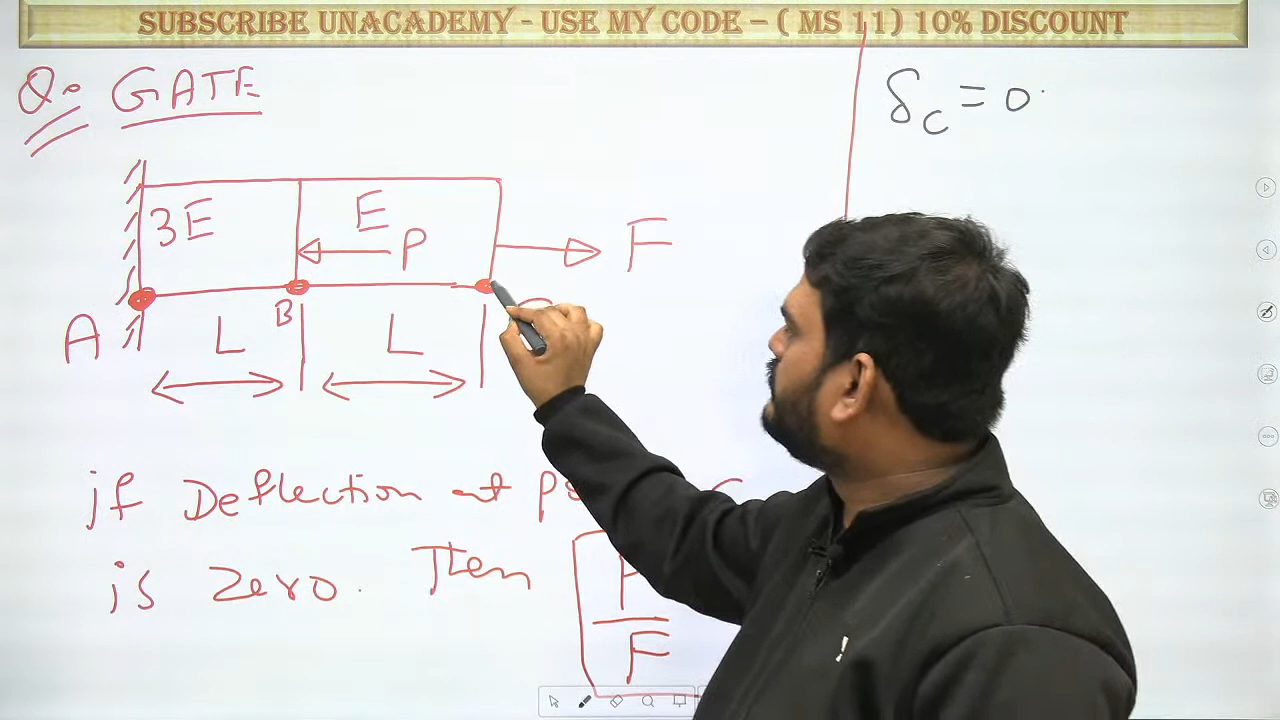 SUBSCRIBE UNACADEMY - USE MY CODE – ( MS 11) 10% DISCOUNT
Q. GATE
δC = 0
3E
E
P
F
A
B
L
L
if Deflection at
is zero. Then
F